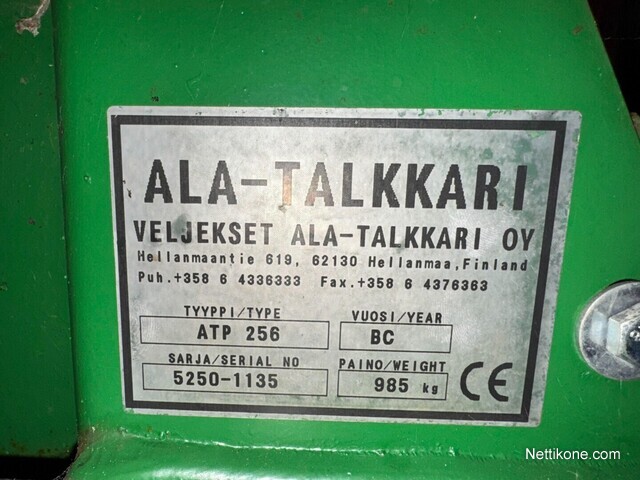 ALA-TALKKARI
VELJEKSET ALA-TALKKARI OY
Hellanmaantie 619, 62130 Hellanmaa, Finland
Puh.+358 6 4336333 Fax.+358 6 4376363
TYYPPI/TYPE VUOSI/YEAR
ATP 256 BC
SARJA/SERIAL NO PAINO/WEIGHT
5250-1135 985 kg CE
Nettikone.com